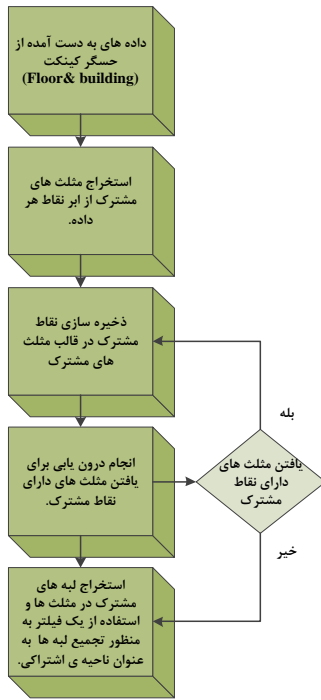 داده های به دست آمده از
حسگر کینکت
(Floor& building)
استخراج مثلث های
مشترک از ابر نقاط هر
داده.
ذخیره سازی نقاط
مشترک در قالب مثلث
های مشترک
بله
انجام درون یابی برای
یافتن مثلث های دارای
نقاط مشترک.
یافتن مثلث های
دارای نقاط
مشترک
خیر
استخراج لبه های
مشترک در مثلث ها و
استفاده از یک فیلتر به
منظور تجمیع لبه ها به
عنوان ناحیه ی اشتراکی.